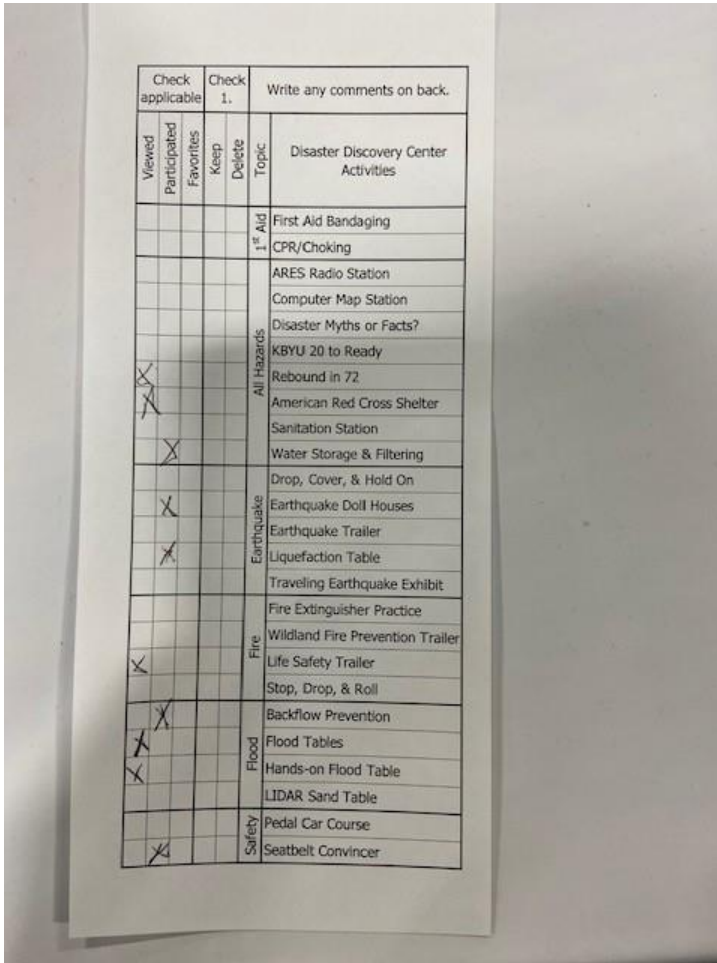 Check applicable
Check 1.
Write any comments on back.
Viewed
Participated
Favorites
Keep
Delete
Topic
Disaster Discovery Center
Activities
1st Aid
First Aid Bandaging
CPR/Choking
All Hazards
ARES Radio Station
Computer Map Station
Disaster Myths or Facts?
KBYU 20 to Ready
X Rebound in 72
X American Red Cross Shelter
Sanitation Station
X Water Storage & Filtering
Earthquake
Drop, Cover, & Hold On
X Earthquake Doll Houses
Earthquake Trailer
X Liquefaction Table
Traveling Earthquake Exhibit
Fire
Fire Extinguisher Practice
Wildland Fire Prevention Trailer
X Life Safety Trailer
Stop, Drop, & Roll
Flood
X Backflow Prevention
X Flood Tables
X Hands-on Flood Table
LIDAR Sand Table
Safety
Pedal Car Course
X Seatbelt Convincer